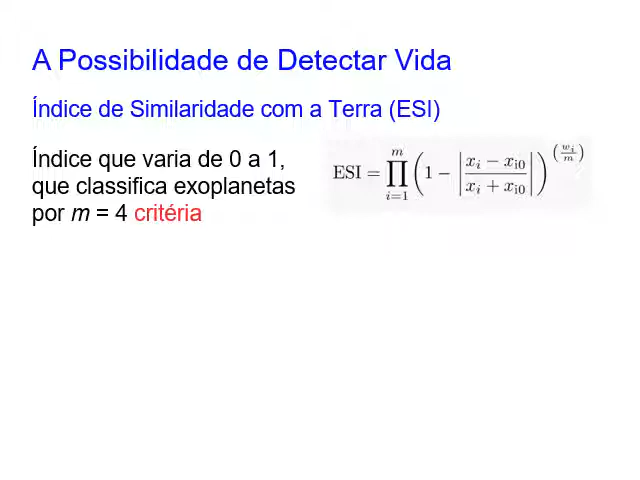 A Possibilidade de Detectar Vida
Índice de Similaridade com a Terra (ESI)
Índice que varia de 0 a 1,
que classifica exoplanetas
por m = 4 critéria
ESI = ∏_{i=1}^{m} (1 − |(x_i − x_{i0}) / (x_i + x_{i0})|)^{(w_i/m)}